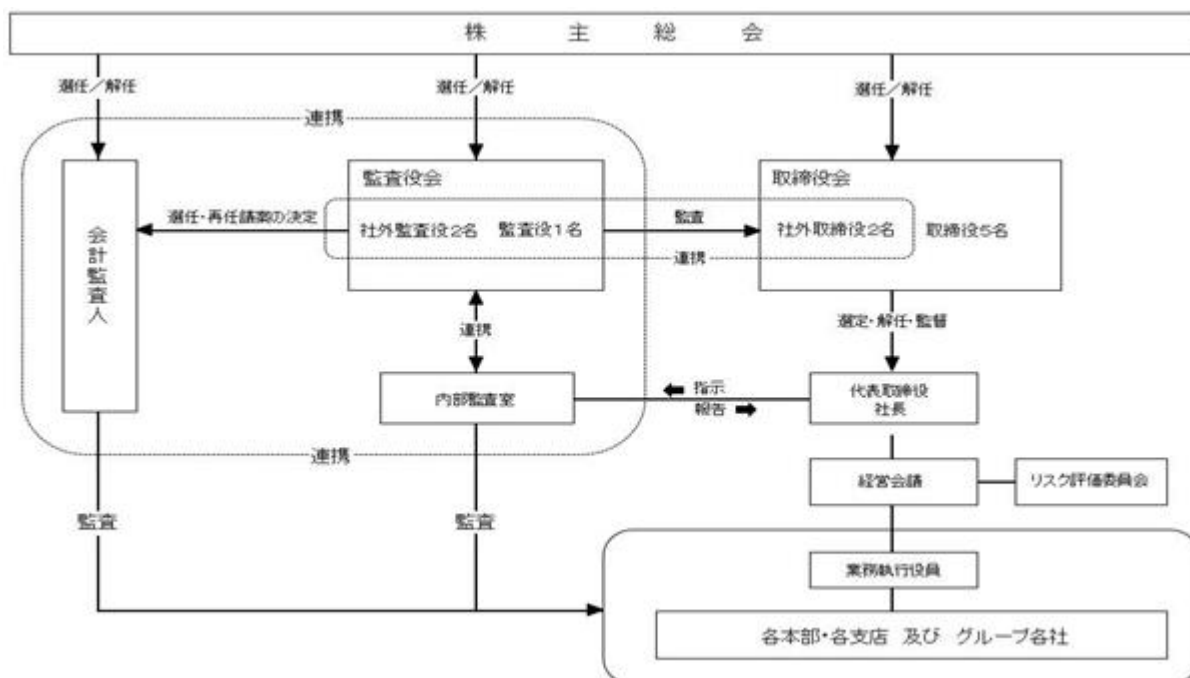 株主総会
選任／解任
選任／解任
選任／解任
連携
監査役会
取締役会
選任・再任議案の決定
社外監査役2名 監査役1名
監査
社外取締役2名 取締役5名
連携
会計監査人
選定・解任・監督
連携
内部監査室
指示
報告
代表取締役
社長
連携
経営会議
リスク評価委員会
監査
監査
業務執行役員
各本部・各支店 及び グループ各社